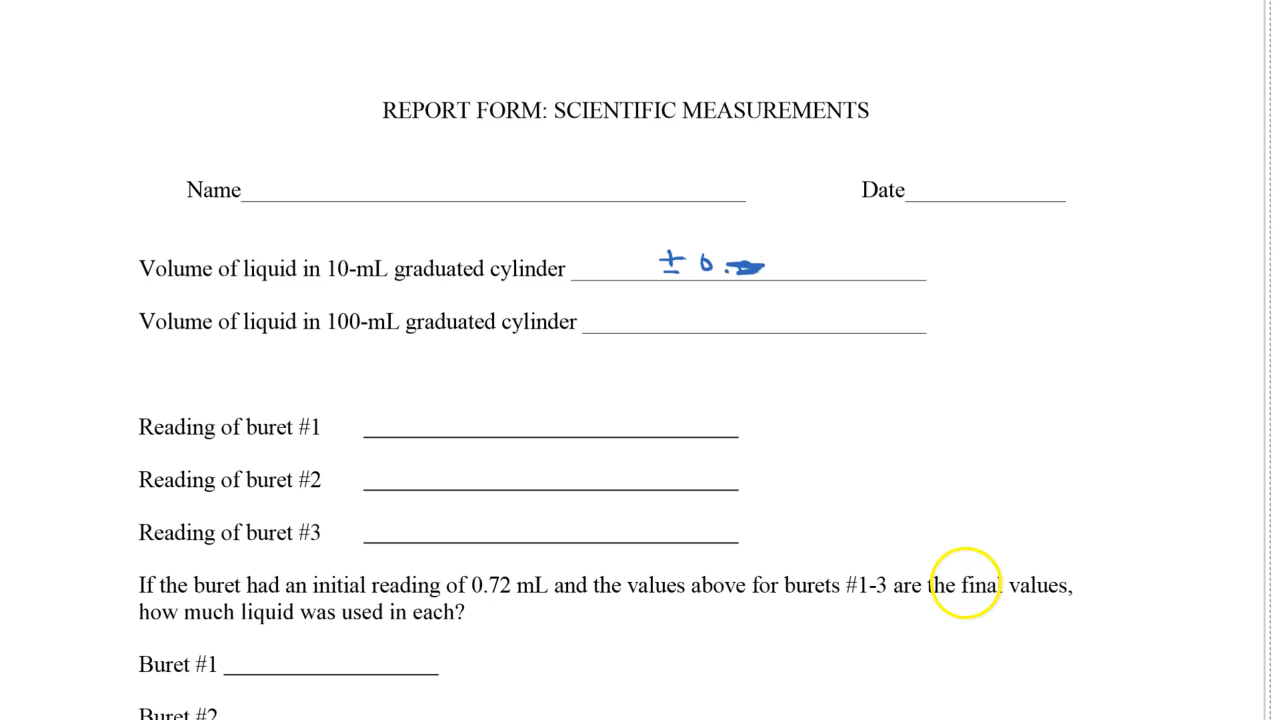 REPORT FORM: SCIENTIFIC MEASUREMENTS
Name Date
Volume of liquid in 10-mL graduated cylinder ± 0.
Volume of liquid in 100-mL graduated cylinder
Reading of buret #1
Reading of buret #2
Reading of buret #3
If the buret had an initial reading of 0.72 mL and the values above for burets #1-3 are the final values,
how much liquid was used in each?
Buret #1
Buret #2